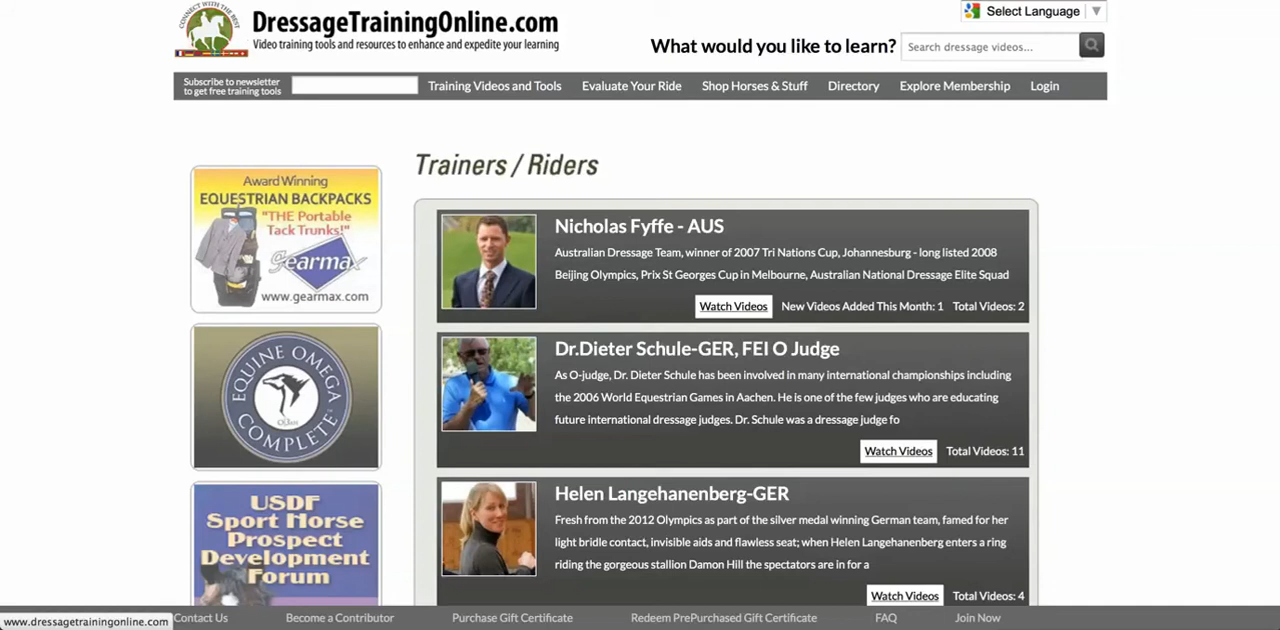 CONNECT WITH THE BEST
DressageTrainingOnline.com
Video training tools and resources to enhance and expedite your learning
Select Language ▼
What would you like to learn?
Search dressage videos...
Subscribe to newsletter
to get free training tools
Training Videos and Tools
Evaluate Your Ride
Shop Horses & Stuff
Directory
Explore Membership
Login
Award Winning
EQUESTRIAN BACKPACKS
"THE Portable
Tack Trunks!"
Gearmax
www.gearmax.com
EQUINE OMEGA
COMPLETE
USDF
Sport Horse
Prospect
Development
Forum
Trainers / Riders
Nicholas Fyffe - AUS
Australian Dressage Team, winner of 2007 Tri Nations Cup, Johannesburg - long listed 2008
Beijing Olympics, Prix St Georges Cup in Melbourne, Australian National Dressage Elite Squad
Watch Videos New Videos Added This Month: 1 Total Videos: 2
Dr.Dieter Schule-GER, FEI O Judge
As O-judge, Dr. Dieter Schule has been involved in many international championships including
the 2006 World Equestrian Games in Aachen. He is one of the few judges who are educating
future international dressage judges. Dr. Schule was a dressage judge fo
Watch Videos Total Videos: 11
Helen Langehanenberg-GER
Fresh from the 2012 Olympics as part of the silver medal winning German team, famed for her
light bridle contact, invisible aids and flawless seat; when Helen Langehanenberg enters a ring
riding the gorgeous stallion Damon Hill the spectators are in for a
Watch Videos Total Videos: 4
www.dressagetrainingonline.com
Contact Us
Become a Contributor
Purchase Gift Certificate
Redeem PrePurchased Gift Certificate
FAQ
Join Now